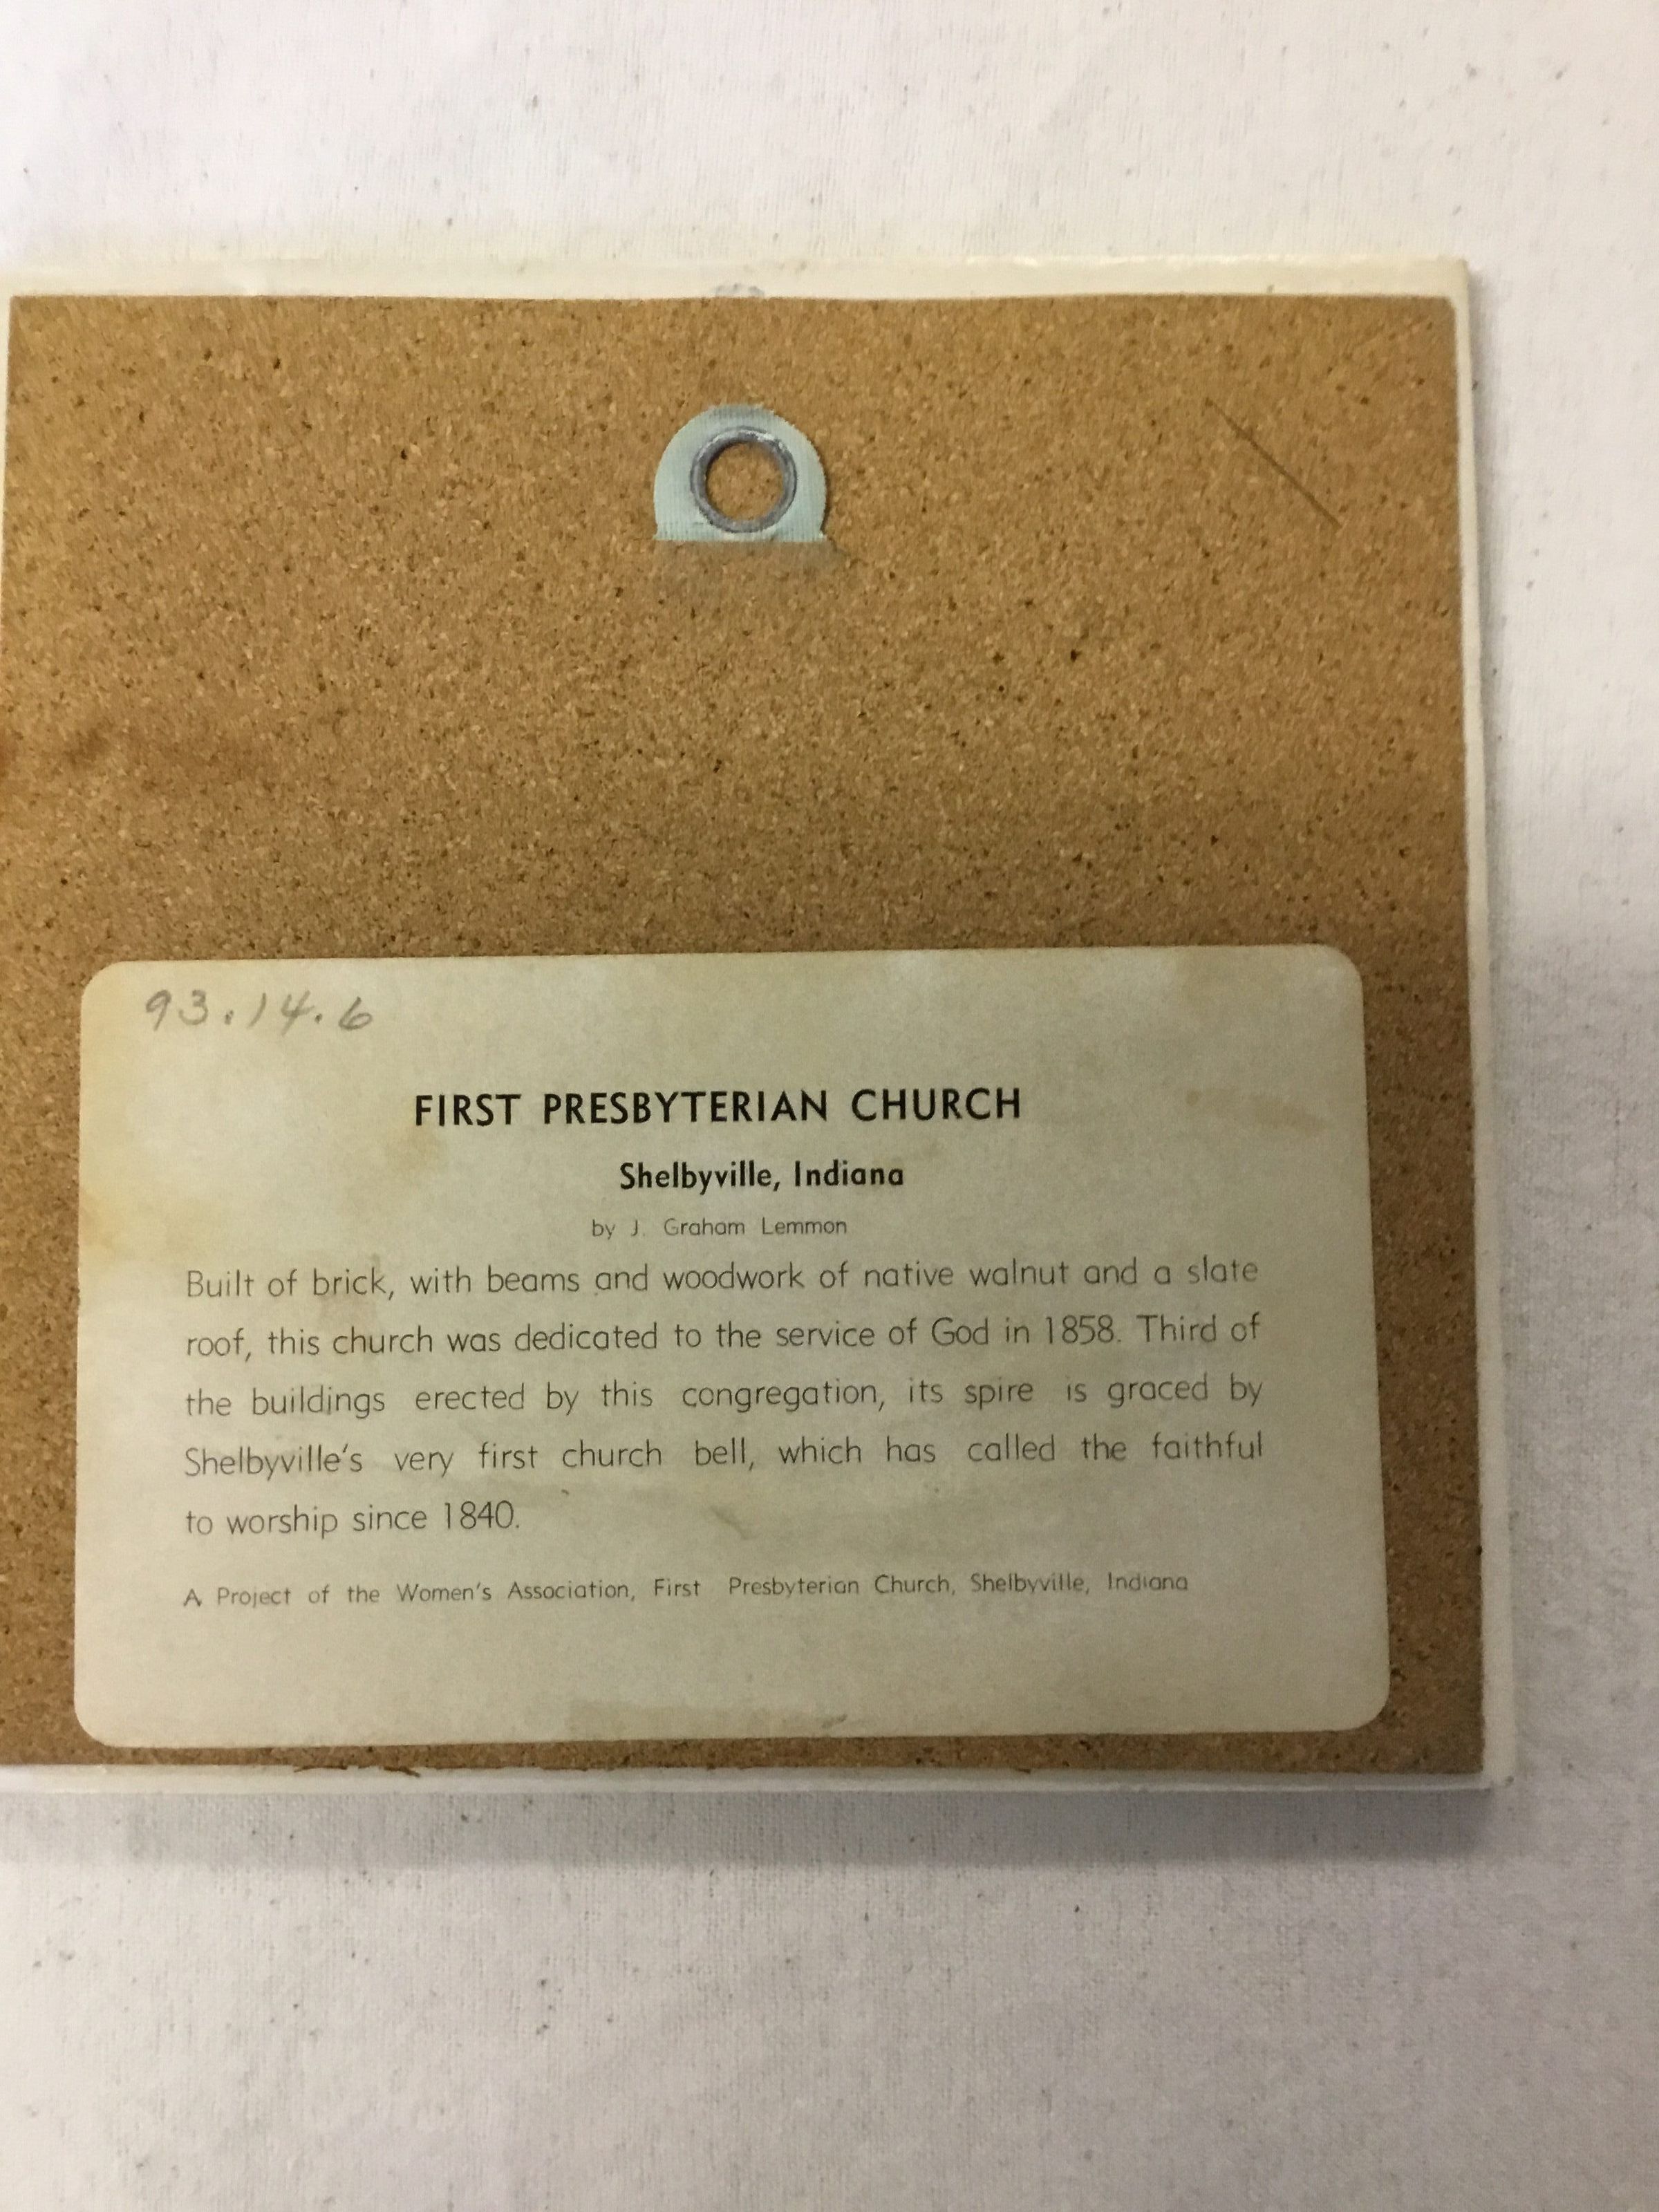 93.14.6
FIRST PRESBYTERIAN CHURCH
Shelbyville, Indiana
by J. Graham Lemmon
Built of brick, with beams and woodwork of native walnut and a slate
roof, this church was dedicated to the service of God in 1858. Third of
the buildings erected by this congregation, its spire is graced by
Shelbyville's very first church bell, which has called the faithful
to worship since 1840.
A Project of the Women's Association, First Presbyterian Church, Shelbyville, Indiana